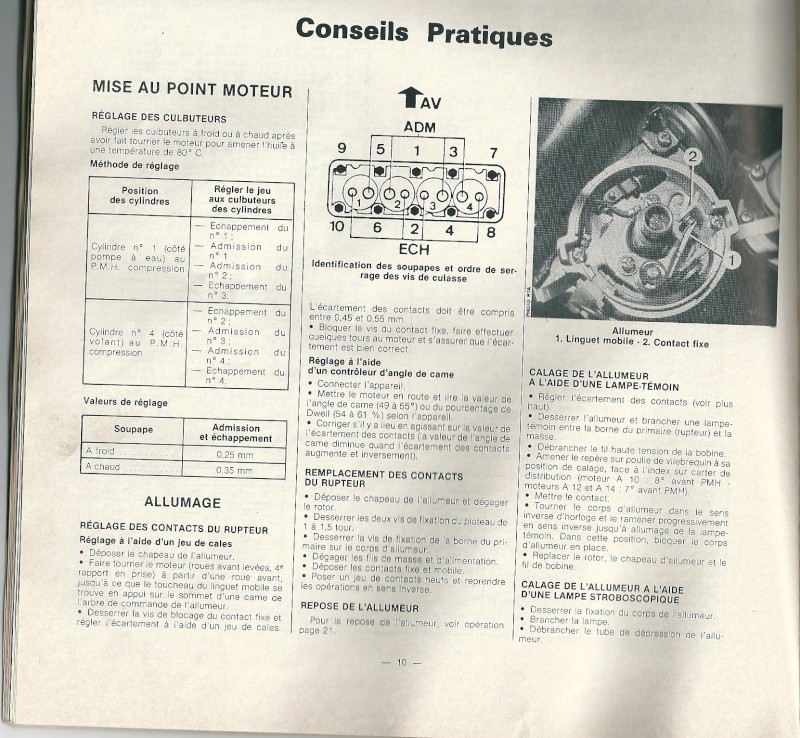 Conseils Pratiques
MISE AU POINT MOTEUR
RÉGLAGE DES CULBUTEURS
Régler les culbuteurs à froid ou à chaud après
avoir fait tourner le moteur pour amener l'huile à
une température de 80° C.
Méthode de réglage
Position
des cylindres
Régler le jeu
aux culbuteurs
des cylindres
Cylindre n° 1 (côté
pompe à eau) au
P.M.H. compression
— Echappement du
n° 1 ;
— Admission du
n° 1
— Admission du
n° 2 ;
— Echappement du
n° 3.
Cylindre n° 4 (côté
volant) au P.M.H.
compression
— Echappement du
n° 2 ;
— Admission du
n° 3 ;
— Admission du
n° 4 ;
— Echappement du
n° 4.
Valeurs de réglage
Soupape
Admission
et échappement
A froid
0,25 mm
A chaud
0,35 mm
ALLUMAGE
RÉGLAGE DES CONTACTS DU RUPTEUR
Réglage à l'aide d'un jeu de cales
• Déposer le chapeau de l'allumeur.
• Faire tourner le moteur (roues avant levées, 4e
rapport en prise) à partir d'une roue avant,
jusqu'à ce que le toucheau du linguet mobile se
trouve en appui sur le sommet d'une came de
l'arbre de commande de l'allumeur.
• Desserrer la vis de blocage du contact fixe et
régler l'écartement à l'aide d'un jeu de cales.
AV
ADM
9 5 1 3 7
1 2 3 4
10 6 2 4 8
ECH
Identification des soupapes et ordre de ser-
rage des vis de culasse
L'écartement des contacts doit être compris
entre 0,45 et 0,55 mm.
• Bloquer la vis du contact fixe, faire effectuer
quelques tours au moteur et s'assurer que l'écar-
tement est bien correct.
Réglage à l'aide
d'un contrôleur d'angle de came
• Connecter l'appareil.
• Mettre le moteur en route et lire la valeur de
l'angle de came (49 à 55°) ou du pourcentage de
Dwell (54 à 61 %) selon l'appareil.
• Corriger s'il y a lieu en agissant sur la valeur de
l'écartement des contacts (la valeur de l'angle de
came diminue quand l'écartement des contacts
augmente et inversement).
REMPLACEMENT DES CONTACTS
DU RUPTEUR
• Déposer le chapeau de l'allumeur et dégager
le rotor.
• Desserrer les deux vis de fixation du plateau de
1 à 1,5 tour.
• Desserrer la vis de fixation de la borne du pri-
maire sur le corps d'allumeur.
• Dégager les fils de masse et d'alimentation.
• Déposer les contacts fixe et mobile.
• Poser un jeu de contacts neufs et reprendre
les opérations en sens inverse.
REPOSE DE L'ALLUMEUR
Pour la repose de l'allumeur, voir opération
page 21.
2
1
PHOTO RTA
Allumeur
1. Linguet mobile - 2. Contact fixe
CALAGE DE L'ALLUMEUR
A L'AIDE D'UNE LAMPE-TÉMOIN
• Régler l'écartement des contacts (voir plus
haut).
• Desserrer l'allumeur et brancher une lampe-
témoin entre la borne du primaire (rupteur) et la
masse.
• Débrancher le fil haute tension de la bobine.
• Amener le repère sur poulie de vilebrequin à sa
position de calage, face à l'index sur carter de
distribution (moteur A 10 : 8° avant PMH -
moteurs A 12 et A 14 : 7° avant PMH).
• Mettre le contact.
• Tourner le corps d'allumeur dans le sens
inverse d'horloge et le ramener progressivement
en sens inverse jusqu'à allumage de la lampe-
témoin. Dans cette position, bloquer le corps
d'allumeur en place.
• Replacer le rotor, le chapeau d'allumeur et le
fil de bobine.
CALAGE DE L'ALLUMEUR A L'AIDE
D'UNE LAMPE STROBOSCOPIQUE
• Desserrer la fixation du corps de l'allumeur.
• Brancher la lampe.
• Débrancher le tube de dépression de l'allu-
meur.
— 10 —